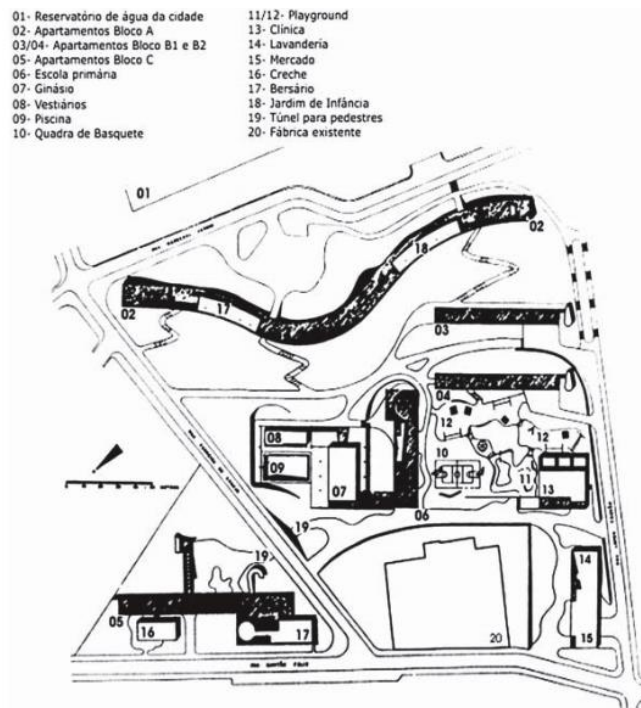 01- Reservatório de água da cidade
02- Apartamentos Bloco A
03/04- Apartamentos Bloco B1 e B2
05- Apartamentos Bloco C
06- Escola primária
07- Ginásio
08- Vestiários
09- Piscina
10- Quadra de Basquete
11/12- Playground
13- Clínica
14- Lavanderia
15- Mercado
16- Creche
17- Bersário
18- Jardim de Infância
19- Túnel para pedestres
20- Fábrica existente
01
02
18
02
17
03
04
12
12
08
10
09
07
11
13
06
19
19
14
05
16
17
20
15